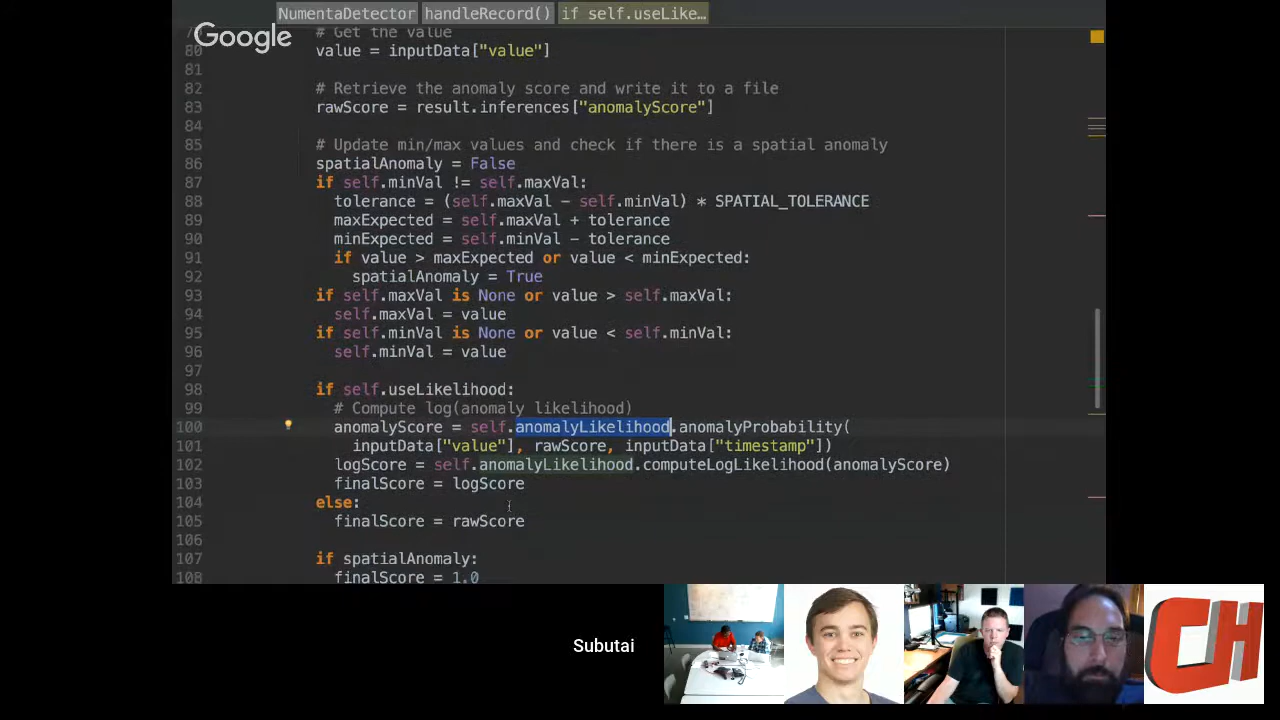 NumentaDetector handleRecord() if self.useLike…
Google
79 # Get the value
80 value = inputData["value"]
81
82 # Retrieve the anomaly score and write it to a file
83 rawScore = result.inferences["anomalyScore"]
84
85 # Update min/max values and check if there is a spatial anomaly
86 spatialAnomaly = False
87 if self.minVal != self.maxVal:
88 tolerance = (self.maxVal - self.minVal) * SPATIAL_TOLERANCE
89 maxExpected = self.maxVal + tolerance
90 minExpected = self.minVal - tolerance
91 if value > maxExpected or value < minExpected:
92 spatialAnomaly = True
93 if self.maxVal is None or value > self.maxVal:
94 self.maxVal = value
95 if self.minVal is None or value < self.minVal:
96 self.minVal = value
97
98 if self.useLikelihood:
99 # Compute log(anomaly likelihood)
100 anomalyScore = self.anomalyLikelihood.anomalyProbability(
101 inputData["value"], rawScore, inputData["timestamp"])
102 logScore = self.anomalyLikelihood.computeLogLikelihood(anomalyScore)
103 finalScore = logScore
104 else:
105 finalScore = rawScore
106
107 if spatialAnomaly:
108 finalScore = 1.0
Subutai
CH